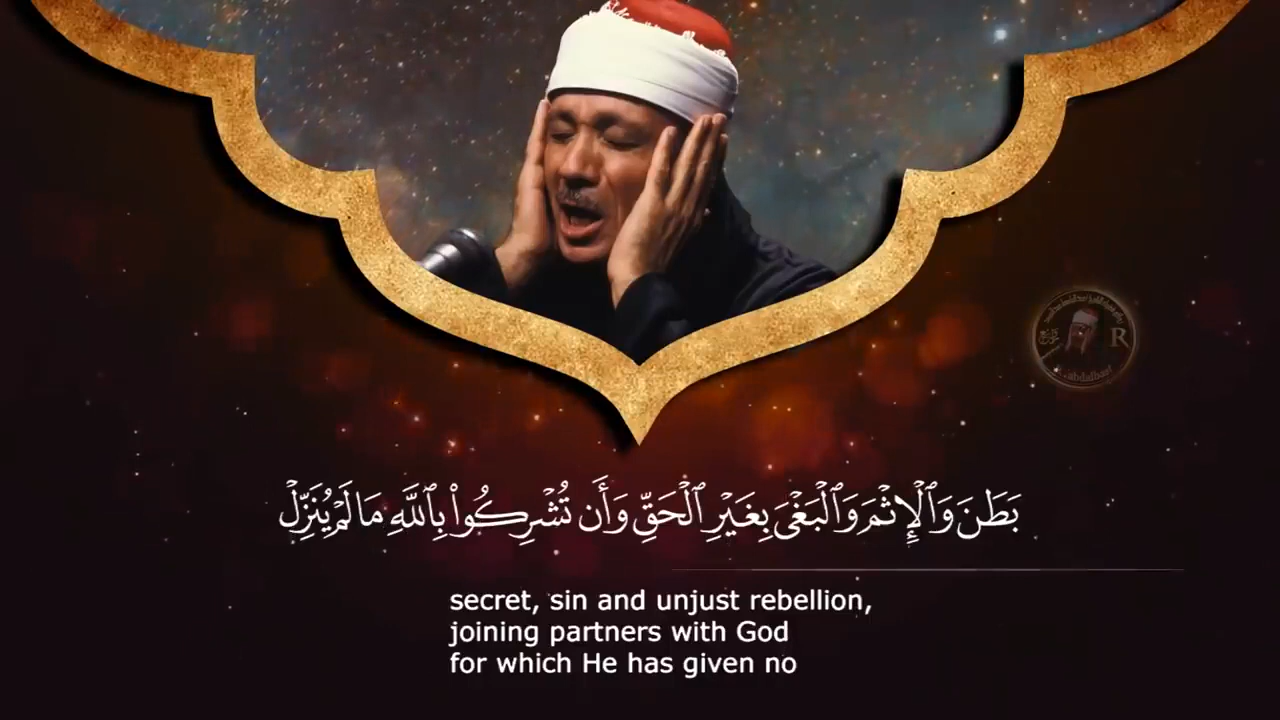 بَطَنَ وَٱلْإِثْمَ وَٱلْبَغْىَ بِغَيْرِ ٱلْحَقِّ وَأَن تُشْرِكُوا۟ بِٱللَّهِ مَا لَمْ يُنَزِّلْ
R
secret, sin and unjust rebellion,
joining partners with God
for which He has given no